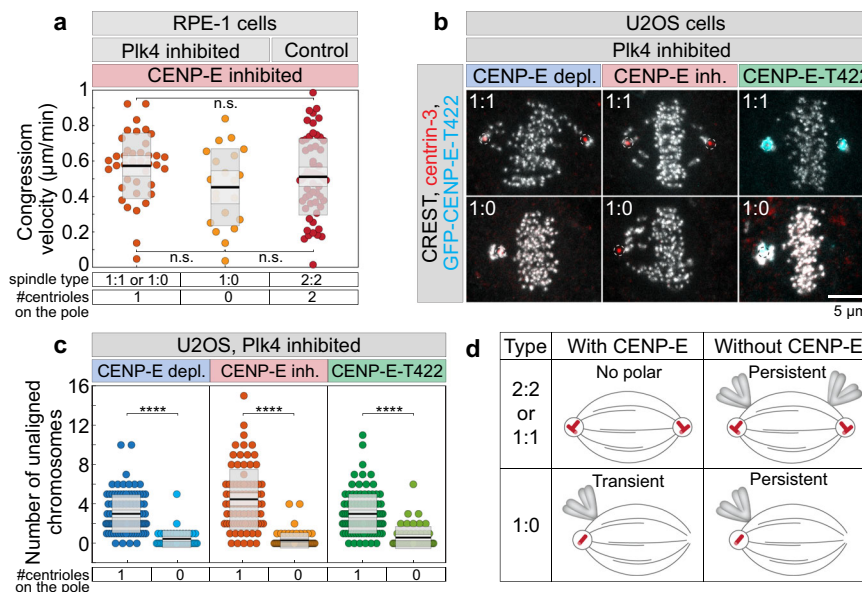 a
RPE-1 cells
Plk4 inhibited
Control
CENP-E inhibited
n.s.
1
0.8
0.6
0.4
0.2
0
Congression
velocity (μm/min)
n.s.
n.s.
spindle type
1:1 or 1:0
1:0
2:2
#centrioles
on the pole
1
0
2
b
U2OS cells
Plk4 inhibited
CENP-E depl.
CENP-E inh.
CENP-E-T422
CREST, centrin-3,
GFP-CENP-E-T422
1:1
1:1
1:1
1:0
1:0
1:0
5 μm
c
U2OS, Plk4 inhibited
CENP-E depl.
CENP-E inh.
CENP-E-T422
16
12
8
4
0
Number of unaligned
chromosomes
****
****
****
#centrioles
on the pole
1
0
1
0
1
0
d
Type
With CENP-E
Without CENP-E
2:2
or
1:1
No polar
Persistent
1:0
Transient
Persistent